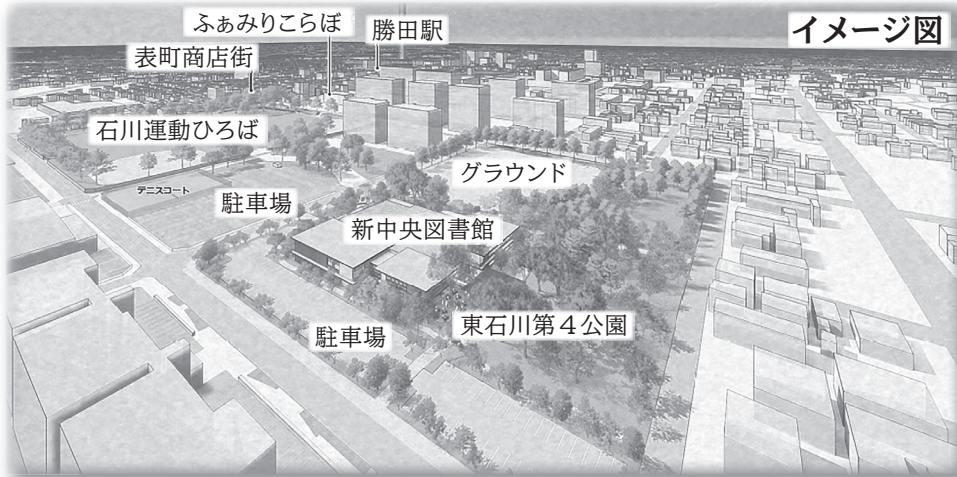 イメージ図
ふぁみりこらぼ
勝田駅
表町商店街
石川運動ひろば
グラウンド
テニスコート
駐車場
新中央図書館
東石川第４公園
駐車場